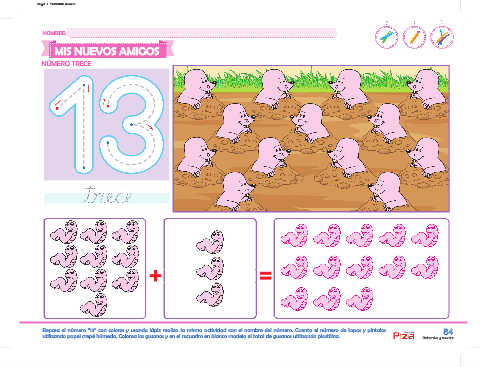 NOMBRE:
MIS NUEVOS AMIGOS
NÚMERO TRECE
13
trece
+
=
Repasa el número "13" con colores y usando lápiz realiza la misma actividad con el nombre del número. Cuenta el número de topos y píntalos
utilizando papel crepé húmedo. Colorea los gusanos y en el recuadro en blanco modela el total de gusanos utilizando plastilina.
84